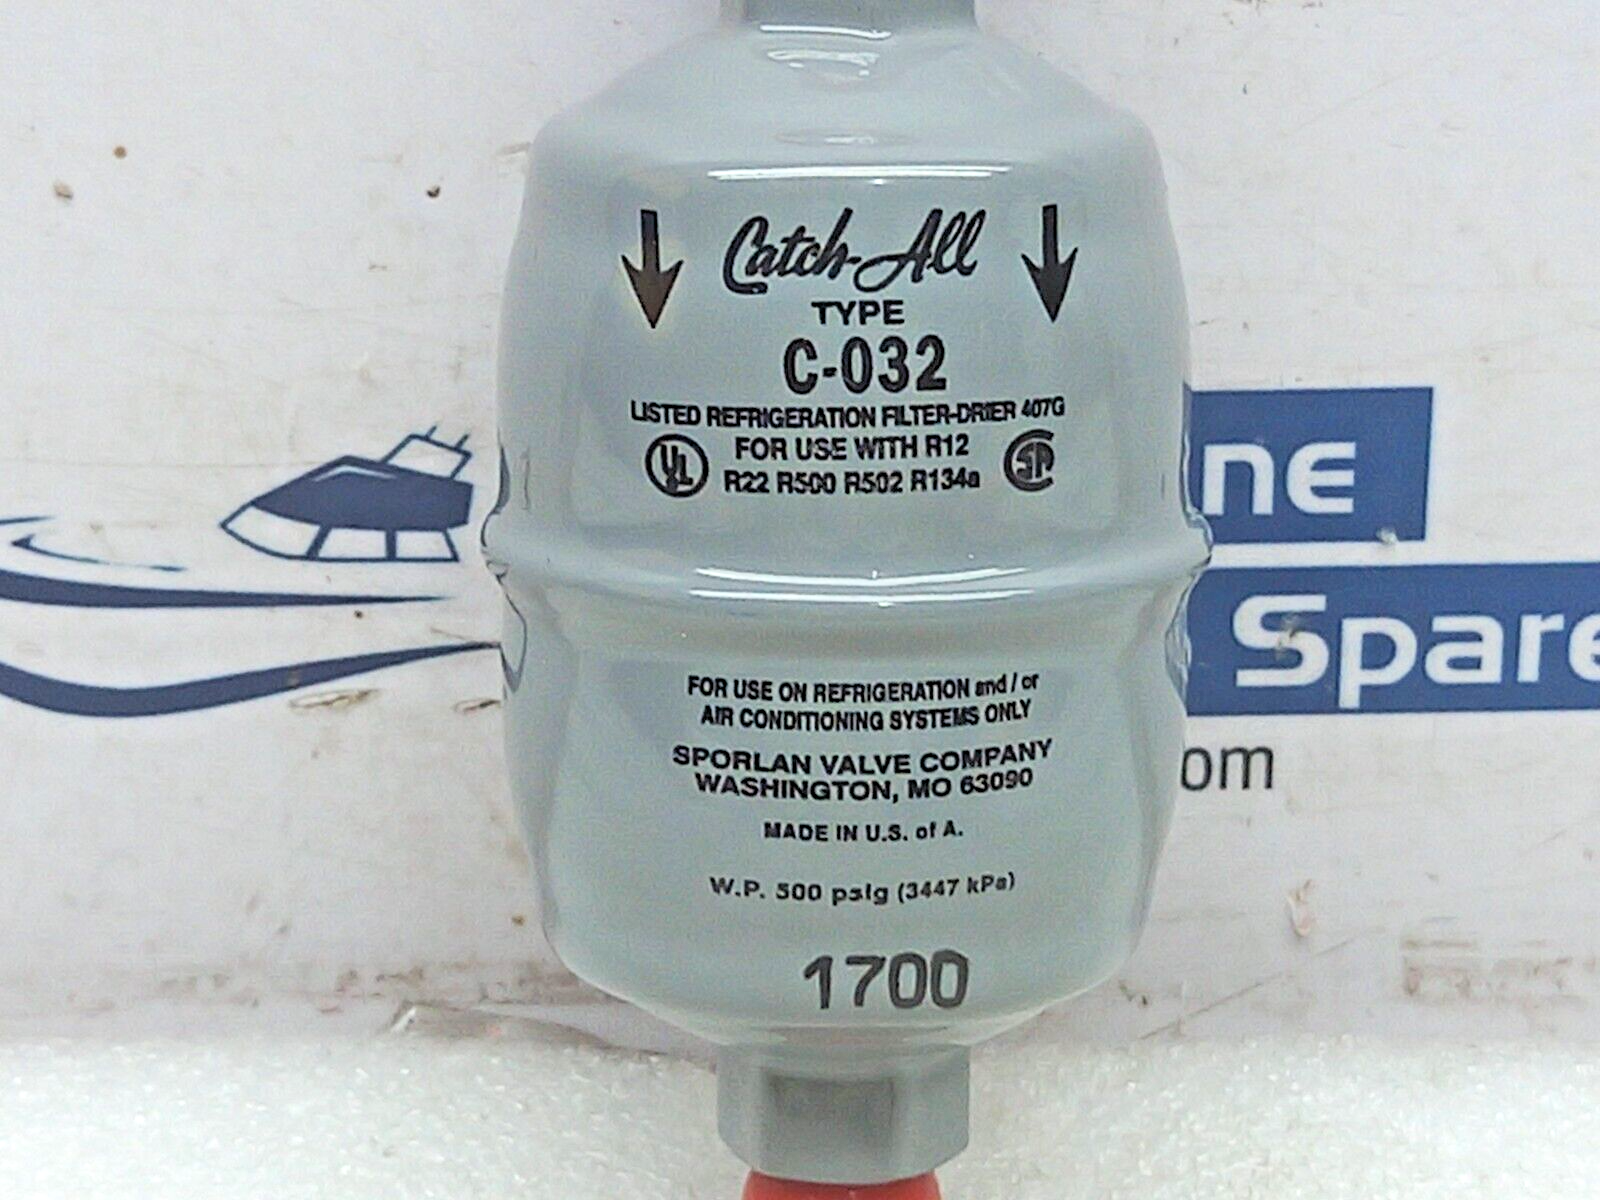 Catch-All
TYPE
C-032
LISTED REFRIGERATION FILTER-DRIER 407G
UL
FOR USE WITH R12
R22 R500 R502 R134a
SP
FOR USE ON REFRIGERATION and / or
AIR CONDITIONING SYSTEMS ONLY
SPORLAN VALVE COMPANY
WASHINGTON, MO 63090
MADE IN U.S. of A.
W.P. 500 psig (3447 kPa)
1700
ne
Spare
om